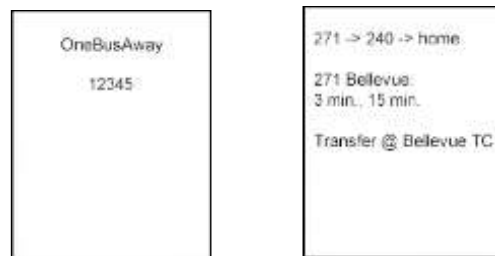 OneBusAway
12345
271 -> 240 -> home
271 Bellevue:
3 min., 15 min.
Transfer @ Bellevue TC